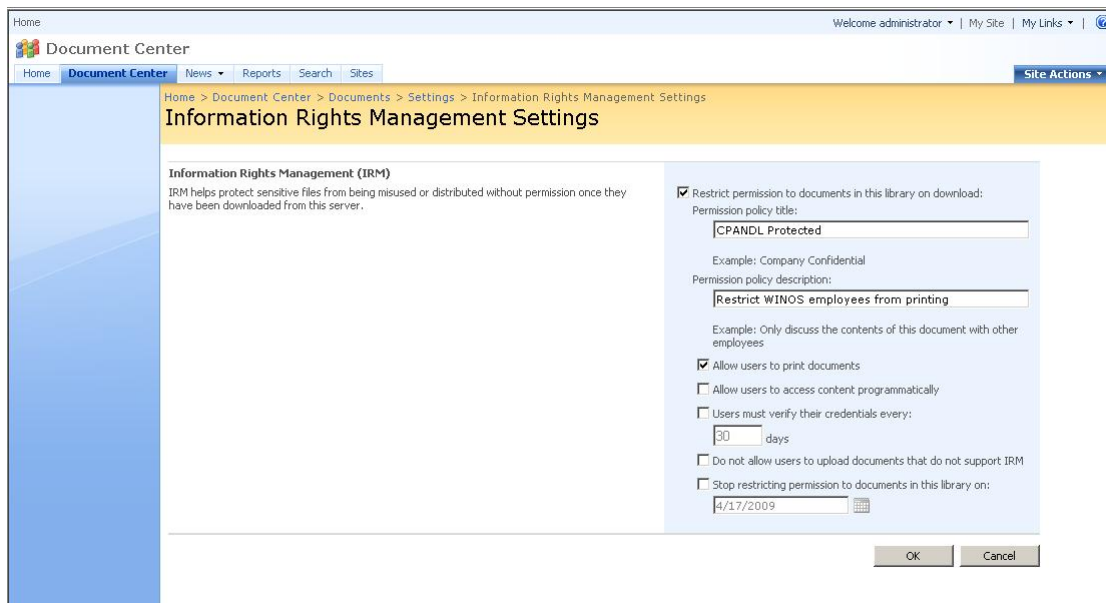 Home
Welcome administrator | My Site | My Links |
Document Center
Home Document Center News Reports Search Sites
Site Actions
Home > Document Center > Documents > Settings > Information Rights Management Settings
Information Rights Management Settings
Information Rights Management (IRM)
IRM helps protect sensitive files from being misused or distributed without permission once they
have been downloaded from this server.
Restrict permission to documents in this library on download:
Permission policy title:
CPANDL Protected
Example: Company Confidential
Permission policy description:
Restrict WINOS employees from printing
Example: Only discuss the contents of this document with other
employees
Allow users to print documents
Allow users to access content programmatically
Users must verify their credentials every:
30 days
Do not allow users to upload documents that do not support IRM
Stop restricting permission to documents in this library on:
4/17/2009
OK Cancel